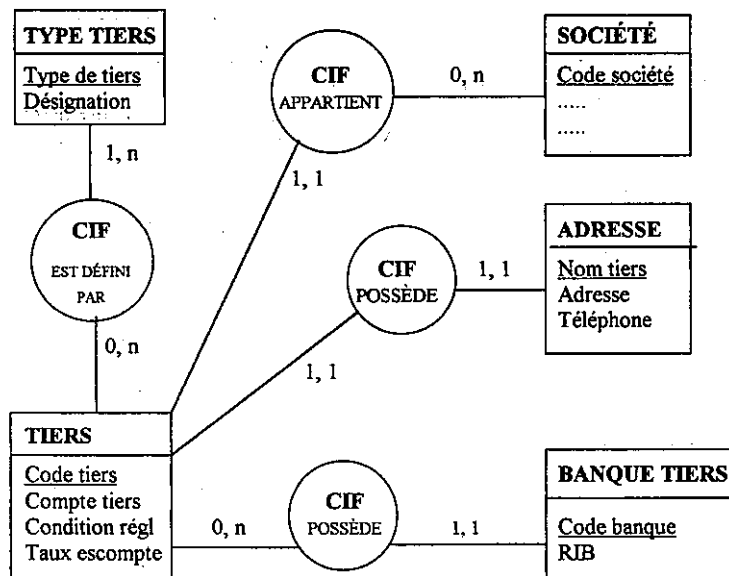 TYPE TIERS
Type de tiers
Désignation
1, n
CIF
EST DÉFINI
PAR
0, n
CIF
APPARTIENT
0, n
1, 1
SOCIÉTÉ
Code société
.....
.....
CIF
POSSÈDE
1, 1
1, 1
ADRESSE
Nom tiers
Adresse
Téléphone
TIERS
Code tiers
Compte tiers
Condition régl
Taux escompte
0, n
CIF
POSSÈDE
1, 1
BANQUE TIERS
Code banque
RIB